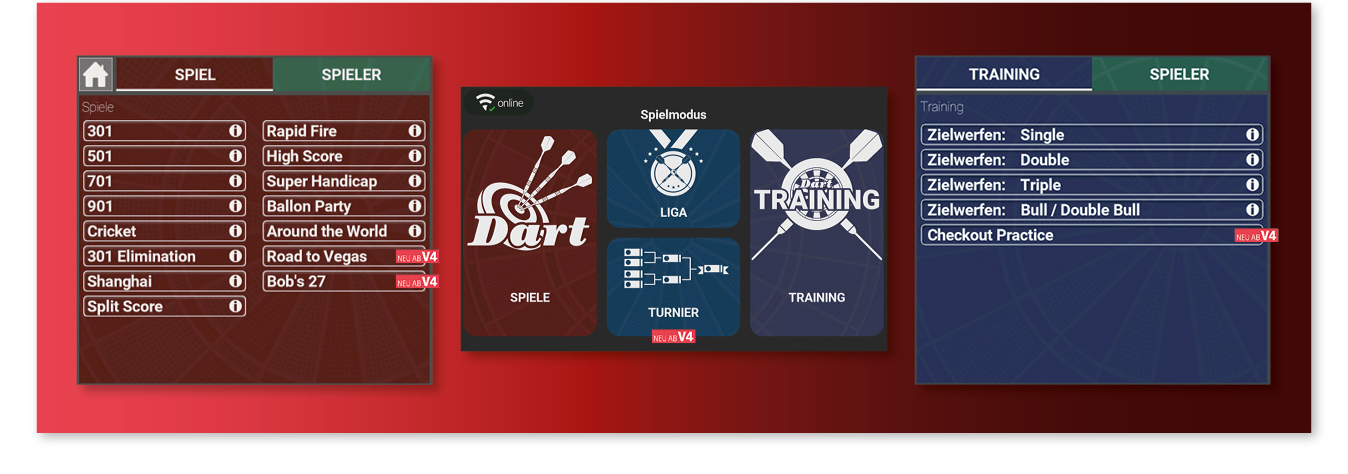 SPIEL
SPIELER
Spiele
301
501
701
901
Cricket
301 Elimination
Shanghai
Split Score
Rapid Fire
High Score
Super Handicap
Ballon Party
Around the World
Road to Vegas
NEU AB V4
Bob's 27
NEU AB V4
online
Spielmodus
Dart
SPIELE
LIGA
TURNIER
NEU AB V4
Dart
TRAINING
TRAINING
TRAINING
SPIELER
Training
Zielwerfen: Single
Zielwerfen: Double
Zielwerfen: Triple
Zielwerfen: Bull / Double Bull
Checkout Practice
NEU AB V4